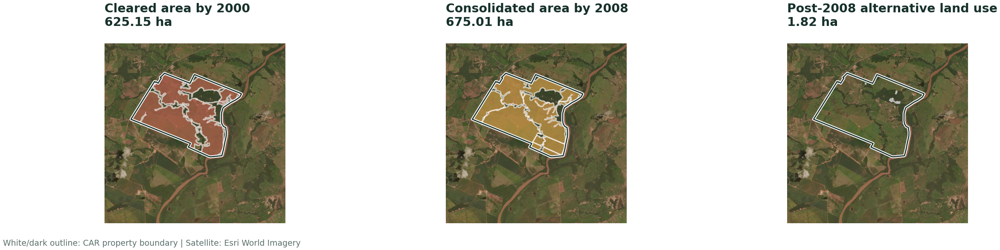 Cleared area by 2000
625.15 ha
Consolidated area by 2008
675.01 ha
Post-2008 alternative land use
1.82 ha
White/dark outline: CAR property boundary | Satellite: Esri World Imagery